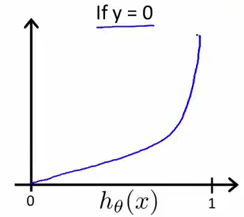 If y = 0
0
1
hθ(x)